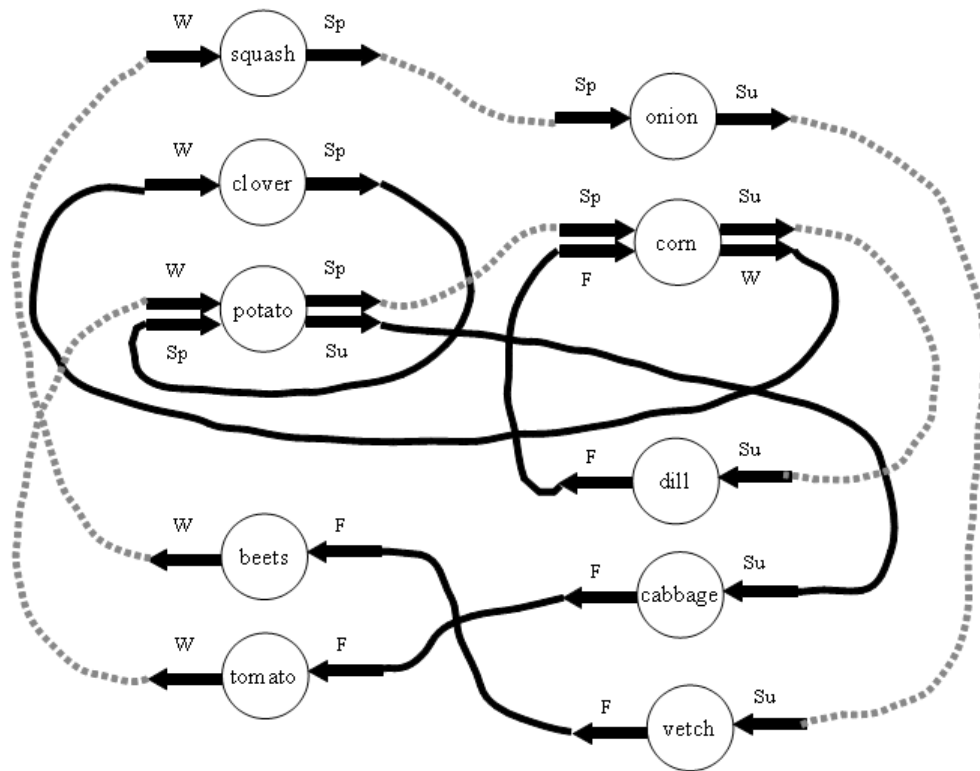 W Sp
squash
Sp Su
onion
W Sp
clover
Sp Su
corn
F W
W Sp
potato
Sp Su
F Su
dill
W F
beets
F Su
cabbage
W F
tomato
F Su
vetch